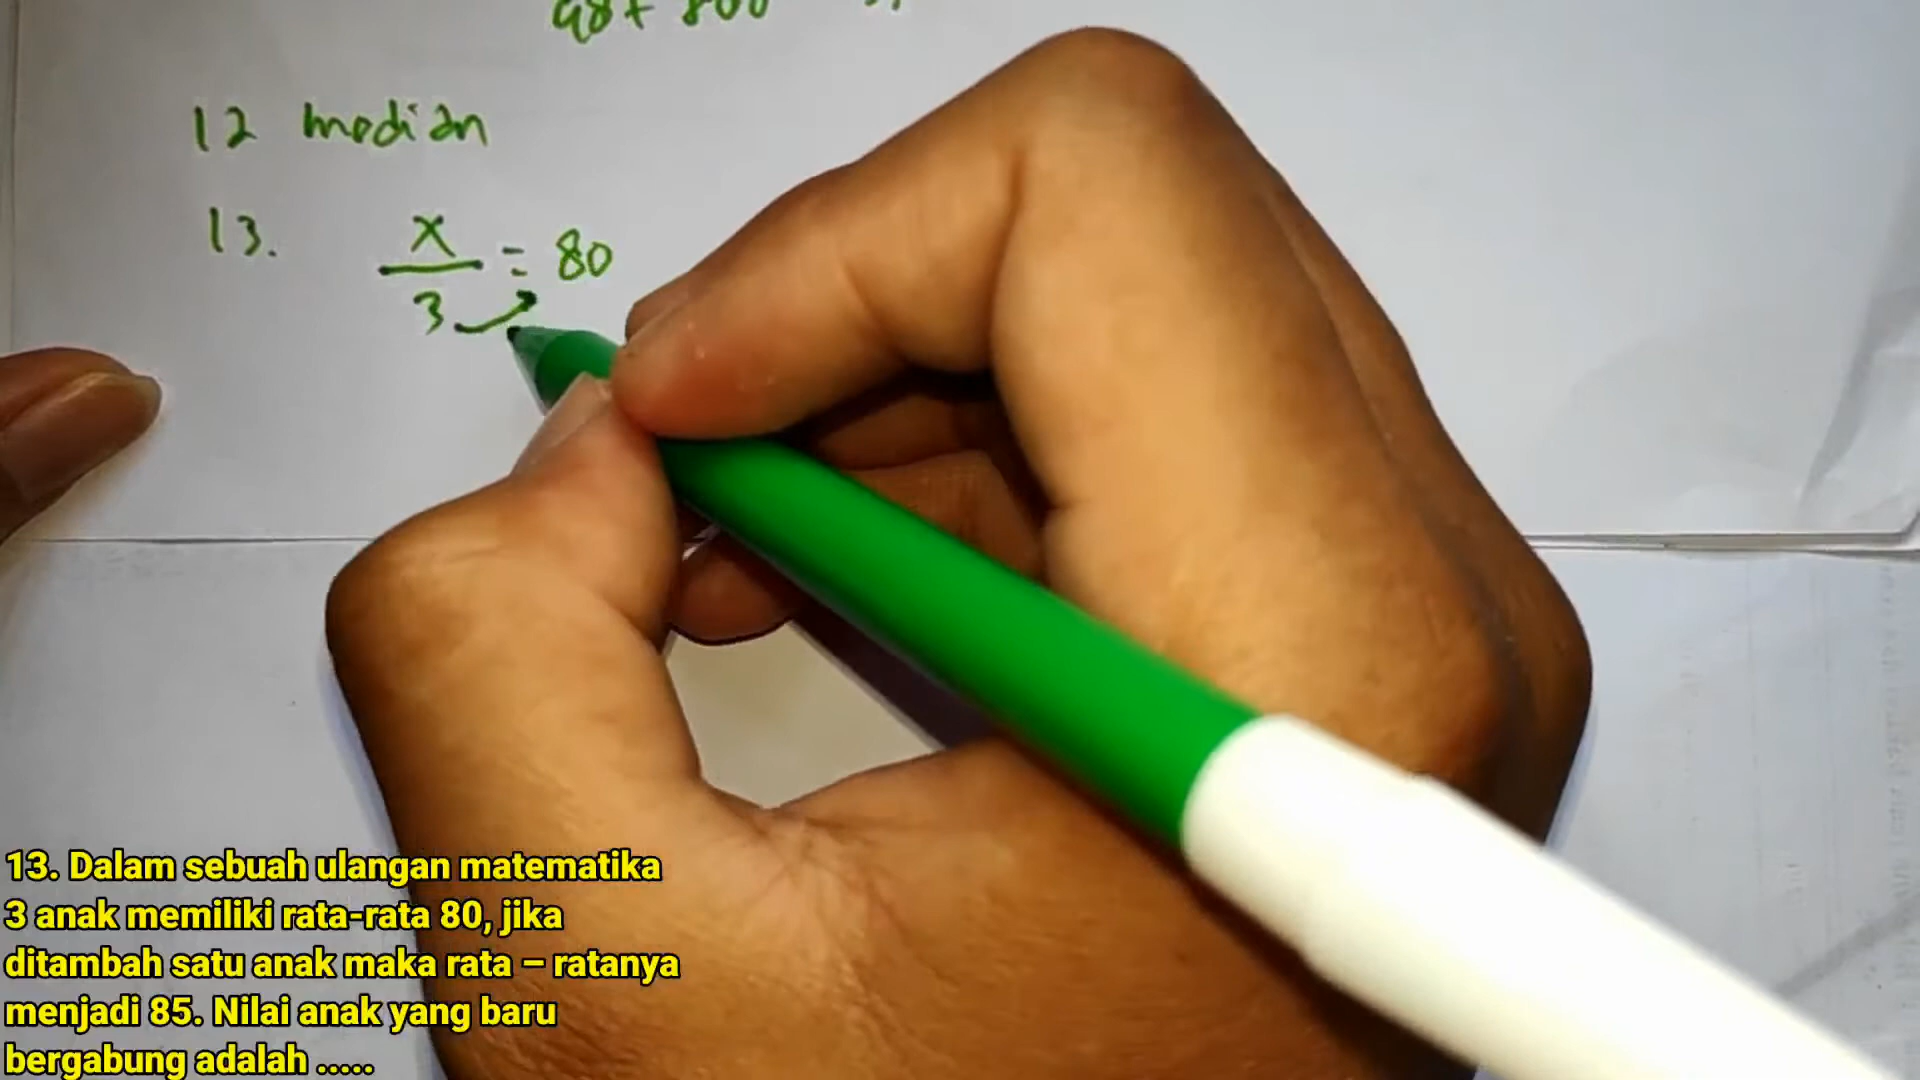 12 median
13. x
= 80
3
13. Dalam sebuah ulangan matematika
3 anak memiliki rata-rata 80, jika
ditambah satu anak maka rata – ratanya
menjadi 85. Nilai anak yang baru
bergabung adalah .....